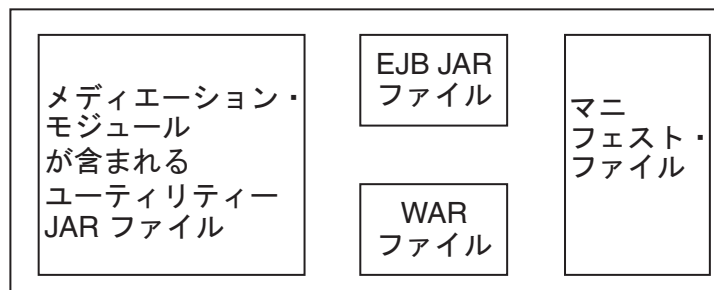 メディエーション・
モジュール
が含まれる
ユーティリティー
JAR ファイル
EJB JAR
ファイル
WAR
ファイル
マニ
フェスト・
ファイル